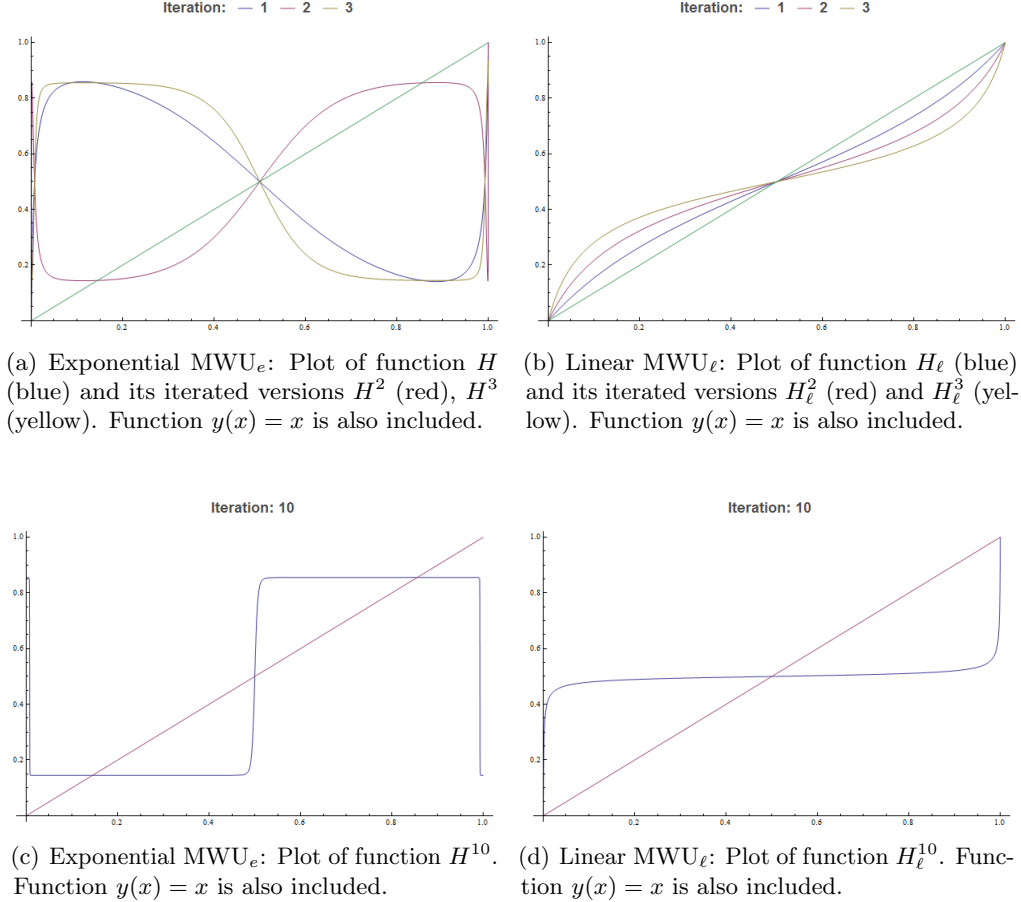 Iteration: — 1 — 2 — 3
1.0
0.8
0.6
0.4
0.2
0.2 0.4 0.6 0.8 1.0
(a) Exponential MWUₑ: Plot of function H
(blue) and its iterated versions H² (red), H³
(yellow). Function y(x) = x is also included.
Iteration: — 1 — 2 — 3
1.0
0.8
0.6
0.4
0.2
0.2 0.4 0.6 0.8 1.0
(b) Linear MWU_ℓ: Plot of function H_ℓ (blue)
and its iterated versions H_ℓ² (red) and H_ℓ³ (yel-
low). Function y(x) = x is also included.
Iteration: 10
1.0
0.8
0.6
0.4
0.2
0.2 0.4 0.6 0.8 1.0
(c) Exponential MWUₑ: Plot of function H¹⁰.
Function y(x) = x is also included.
Iteration: 10
1.0
0.8
0.6
0.4
0.2
0.2 0.4 0.6 0.8 1.0
(d) Linear MWU_ℓ: Plot of function H_ℓ¹⁰. Func-
tion y(x) = x is also included.